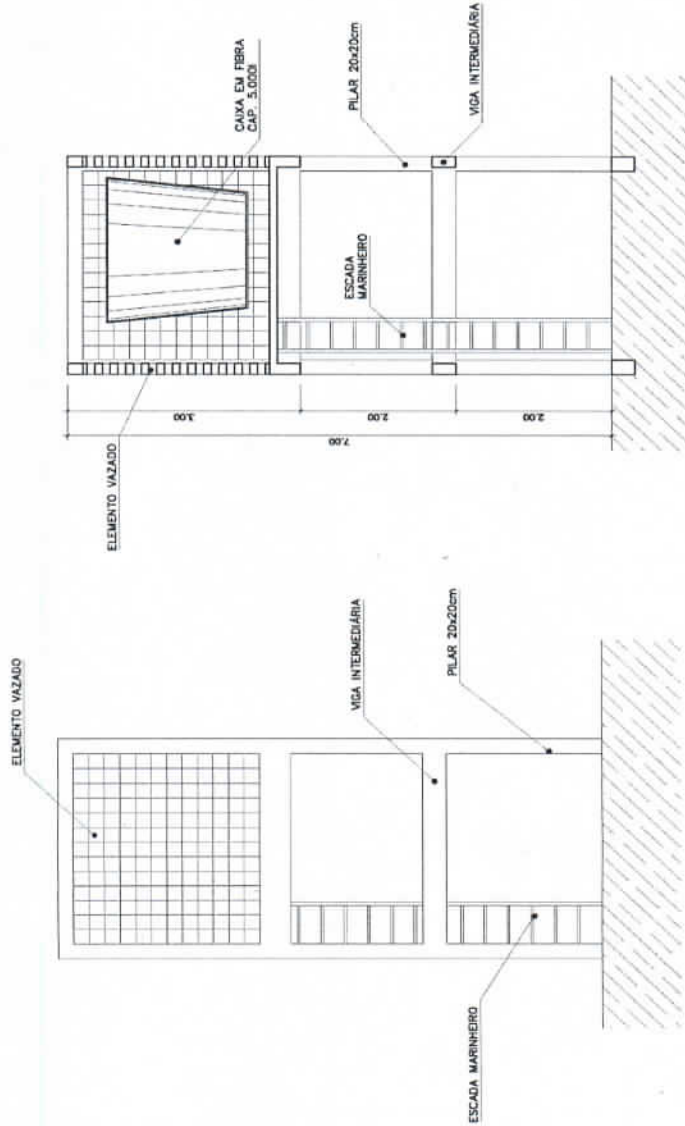 ELEMENTO VAZADO
VIGA INTERMEDIÁRIA
PILAR 20x20cm
ESCADA MARINHEIRO
ELEMENTO VAZADO
CAIXA EM FIBRA
CAP. 5.000l
PILAR 20x20cm
VIGA INTERMEDIÁRIA
ESCADA
MARINHEIRO
3.00
2.00
2.00
7.00